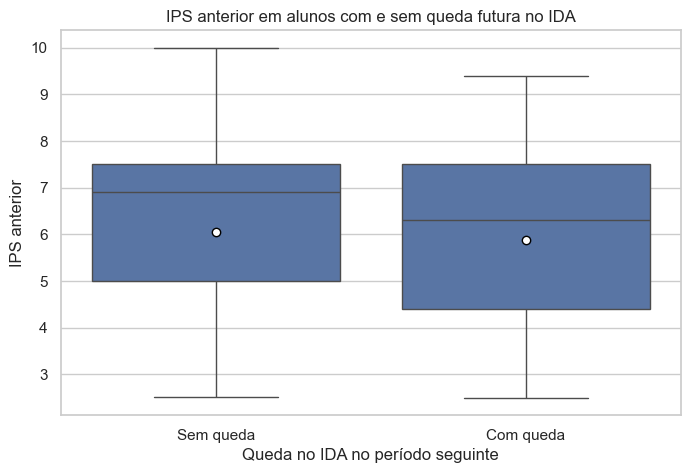 IPS anterior em alunos com e sem queda futura no IDA
10
9
8
7
6
5
4
3
IPS anterior
Sem queda
Com queda
Queda no IDA no período seguinte